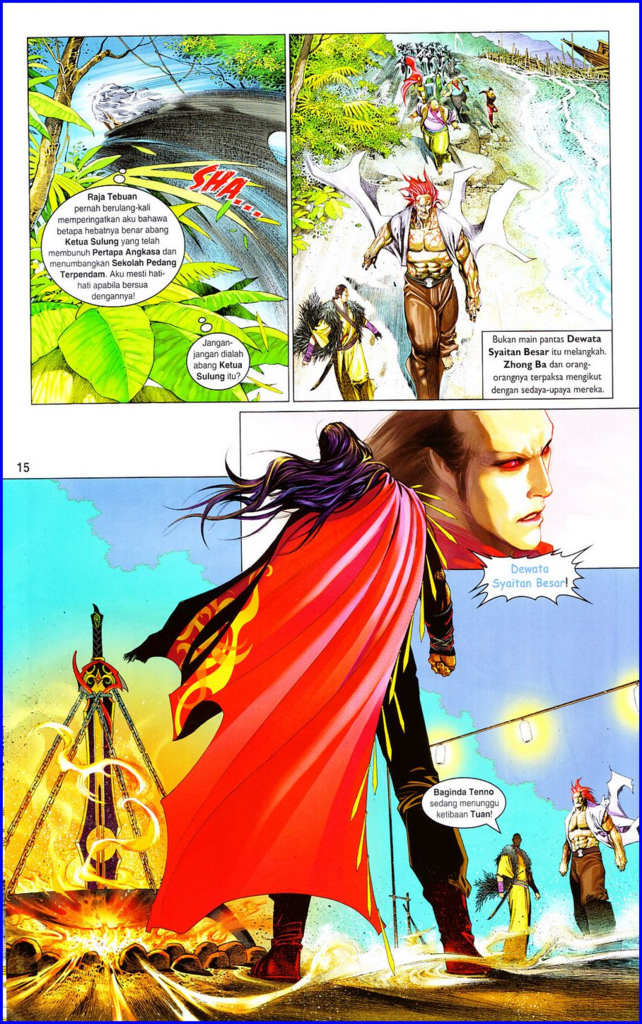 Raja Tebuan
pernah berulang-kali
memperingatkan aku bahawa
betapa hebatnya benar abang
Ketua Sulung yang telah
membunuh Pertapa Angkasa dan
menumbangkan Sekolah Pedang
Terpendam. Aku mesti hati-
hati apabila bersua
dengannya!
SHA...
Jangan-
jangan dialah
abang Ketua
Sulung itu?
Bukan main pantas Dewata
Syaitan Besar itu melangkah.
Zhong Ba dan orang-
orangnya terpaksa mengikut
dengan sedaya-upaya mereka.
15
Dewata
Syaitan Besar!
Baginda Tenno
sedang menunggu
ketibaan Tuan!